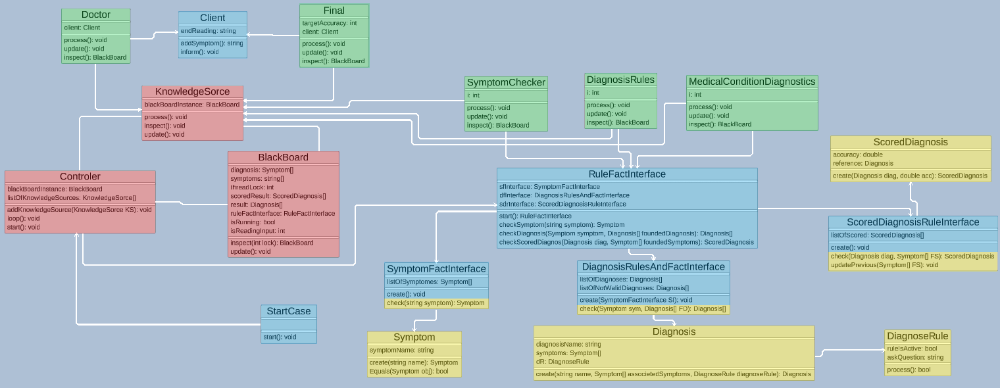 Doctor
client: Client
process(): void
update(): void
inspect(): BlackBoard
Client
endReading: string
addSymptom(): string
inform(): void
Final
targetAccuracy: int
client: Client
process(): void
update(): void
inspect(): BlackBoard
KnowledgeSorce
blackBoardInstance: BlackBoard
process(): void
inspect(): void
update(): void
SymptomChecker
i: int
process(): void
update(): void
inspect(): BlackBoard
DiagnosisRules
i: int
process(): void
update(): void
inspect(): BlackBoard
MedicalConditionDiagnostics
i: int
process(): void
update(): void
inspect(): BlackBoard
ScoredDiagnosis
accuracy: double
reference: Diagnosis
create(Diagnosis diag, double acc): ScoredDiagnosis
Controler
blackBoardInstance: BlackBoard
listOfKnowledgeSources: KnowledgeSorce[]
addKnowledgeSource(KnowledgeSorce KS): void
loop(): void
start(): void
BlackBoard
diagnosis: Symptom[]
symptoms: string[]
threadLock: int
scoredResult: ScoredDiagnosis[]
result: Diagnosis[]
ruleFactInterface: RuleFactInterface
isRunning: bool
isReadingInput: int
inspect(int lock): BlackBoard
update(): void
RuleFactInterface
sfInterface: SymptomFactInterface
dfInterface: DiagnosisRulesAndFactInterface
sdrInterface: ScoredDiagnosisRuleInterface
start(): RuleFactInterface
checkSymptom(string symptom): Symptom
checkDiagnosis(Symptom symptom, Diagnosis[] foundedDiagnosis): Diagnosis[]
checkScoredDiagnos(Diagnosis diag, Symptom[] foundedSymptoms): ScoredDiagnosis
ScoredDiagnosisRuleInterface
listOfScored: ScoredDiagnosis[]
create(): void
check(Diagnosis diag, Symptom[] FS): ScoredDiagnosis
updatePrevious(Symptom[] FS): void
SymptomFactInterface
listOfSymptomes: Symptom[]
create(): void
check(string symptom): Symptom
DiagnosisRulesAndFactInterface
listOfDiagnoses: Diagnosis[]
listOfNotValidDiagnoses: Diagnosis[]
create(SymptomFactInterface SI): void
check(Symptom sym, Diagnosis[] FD): Diagnosis[]
StartCase
start(): void
Symptom
symptomName: string
create(string name): Symptom
Equals(Symptom obj): bool
Diagnosis
diagnosisName: string
symptoms: Symptom[]
dR: DiagnoseRule
create(string name, Symptom[] associetedSymptoms, DiagnoseRule diagnoseRule): Diagnosis
DiagnoseRule
ruleIsActive: bool
askQuestion: string
process(): bool